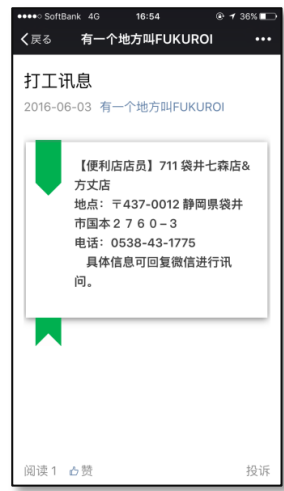 SoftBank 4G 16:54 36%
戻る 有一个地方叫FUKUROI
打工讯息
2016-06-03 有一个地方叫FUKUROI
【便利店店员】711 袋井七森店&
方丈店
地点：〒437-0012 静岡県袋井
市国本２７６０−３
电话：0538-43-1775
具体信息可回复微信进行讯
问。
阅读 1 赞 投诉